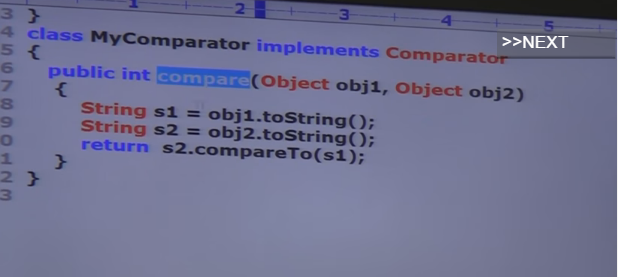 1 2 3 4 5
>>NEXT
3 }
4 class MyComparator implements Comparator
5 {
6 public int compare(Object obj1, Object obj2)
7 {
8 String s1 = obj1.toString();
9 String s2 = obj2.toString();
0 return s2.compareTo(s1);
1 }
2 }
3